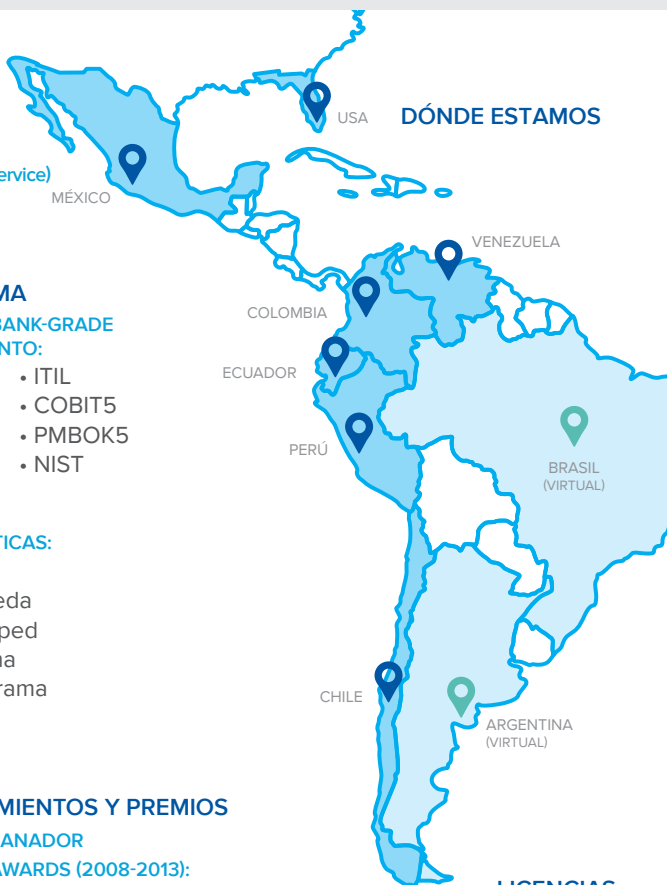 DÓNDE ESTAMOS
USA
ervice)
MÉXICO
VENEZUELA
MA
BANK-GRADE
NTO:
COLOMBIA
• ITIL
ECUADOR
• COBIT5
• PMBOK5
• NIST
PERÚ
BRASIL
(VIRTUAL)
TICAS:
eda
ped
na
rama
CHILE
ARGENTINA
(VIRTUAL)
MIENTOS Y PREMIOS
ANADOR
AWARDS (2008-2013):
LICENCIAS